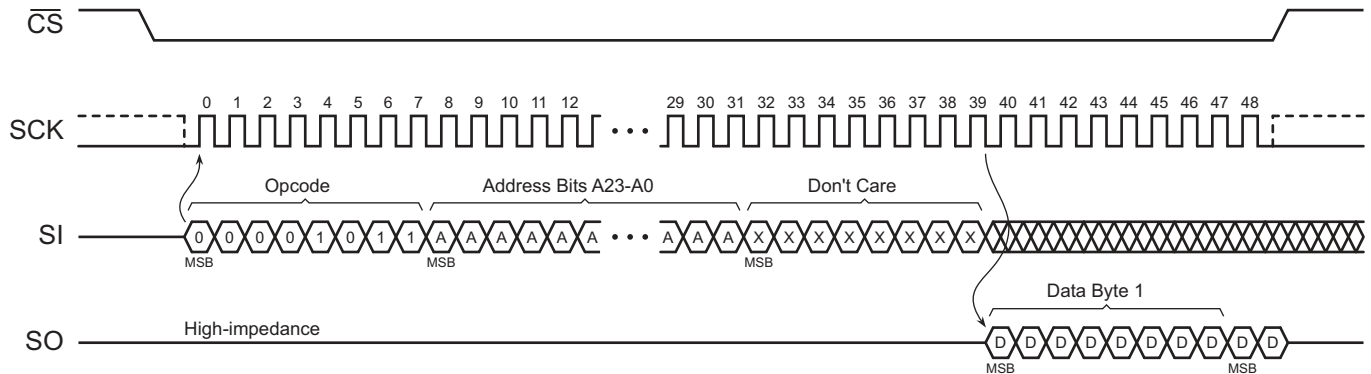 CS
SCK
0 1 2 3 4 5 6 7 8 9 10 11 12 29 30 31 32 33 34 35 36 37 38 39 40 41 42 43 44 45 46 47 48
Opcode Address Bits A23-A0 Don't Care
SI
0 0 0 0 1 0 1 1 A A A A A A A A A X X X X X X X X
MSB MSB MSB
Data Byte 1
High-impedance
SO
D D D D D D D D D D
MSB MSB